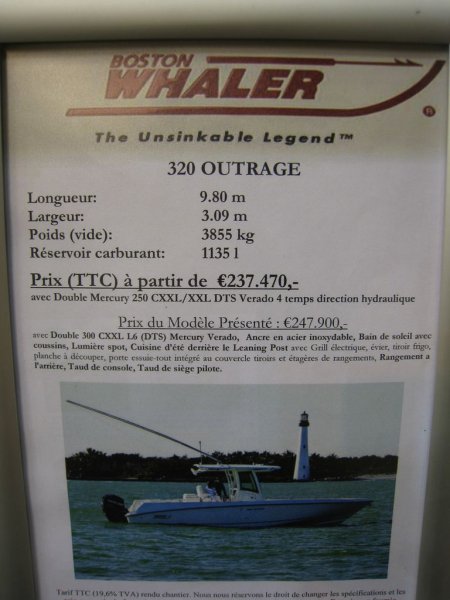 BOSTON
WHALER
®
The Unsinkable Legend™
320 OUTRAGE
Longueur: 9.80 m
Largeur: 3.09 m
Poids (vide): 3855 kg
Réservoir carburant: 1135 l
Prix (TTC) à partir de €237.470,-
avec Double Mercury 250 CXXL/XXL DTS Verado 4 temps direction hydraulique
Prix du Modèle Présenté : €247.900,-
avec Double 300 CXXL L6 (DTS) Mercury Verado, Ancre en acier inoxydable, Bain de soleil avec
coussins, Lumière spot, Cuisine d'été derrière le Leaning Post avec Grill électrique, évier, tiroir frigo,
planche à découper, porte essuie-tout intégré au couvercle tiroirs et étagères de rangements, Rangement a
l'arrière, Taud de console, Taud de siège pilote.
Tarif TTC (19,6% TVA) rendu chantier. Nous nous réservons le droit de changer les spécifications et les